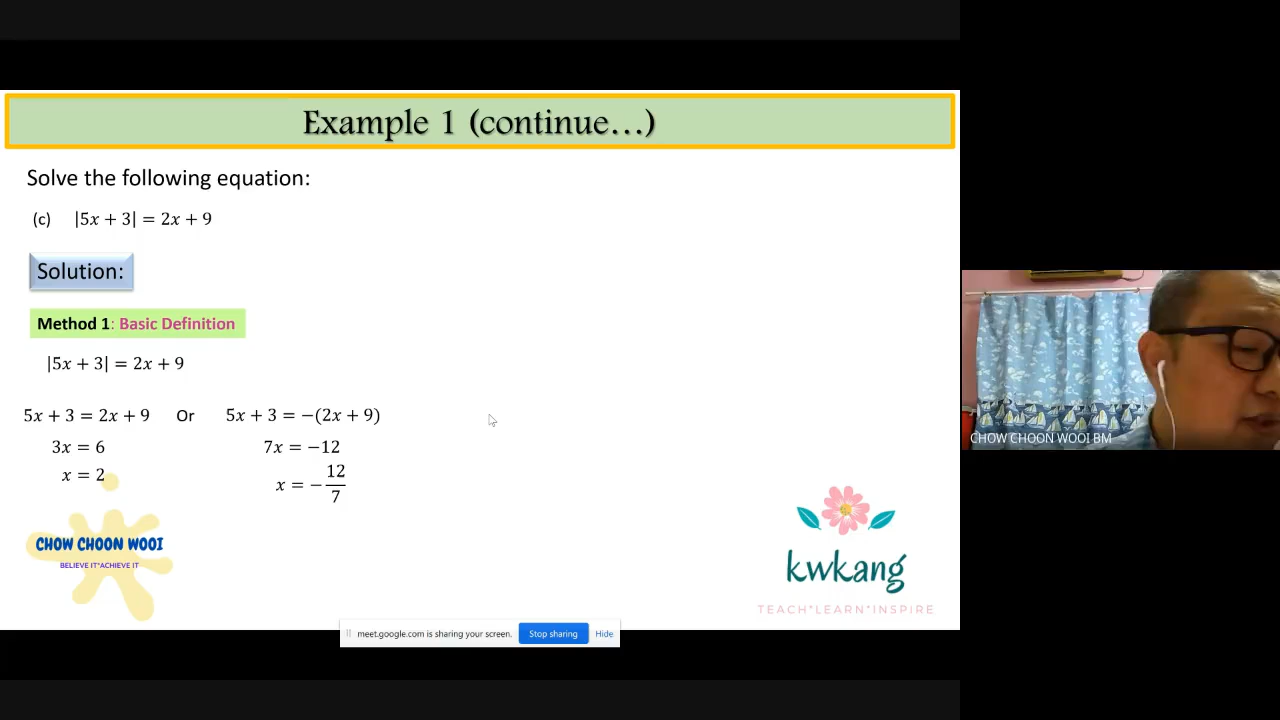 Example 1 (continue...)
Solve the following equation:
(c) |5x + 3| = 2x + 9
Solution:
Method 1: Basic Definition
|5x + 3| = 2x + 9
5x + 3 = 2x + 9 Or 5x + 3 = −(2x + 9)
3x = 6 7x = −12
x = 2 x = −12/7
CHOW CHOON WOOI
BELIEVE IT*ACHIEVE IT
kwkang
TEACH*LEARN*INSPIRE
meet.google.com is sharing your screen. Stop sharing Hide
CHOW CHOON WOOI BM